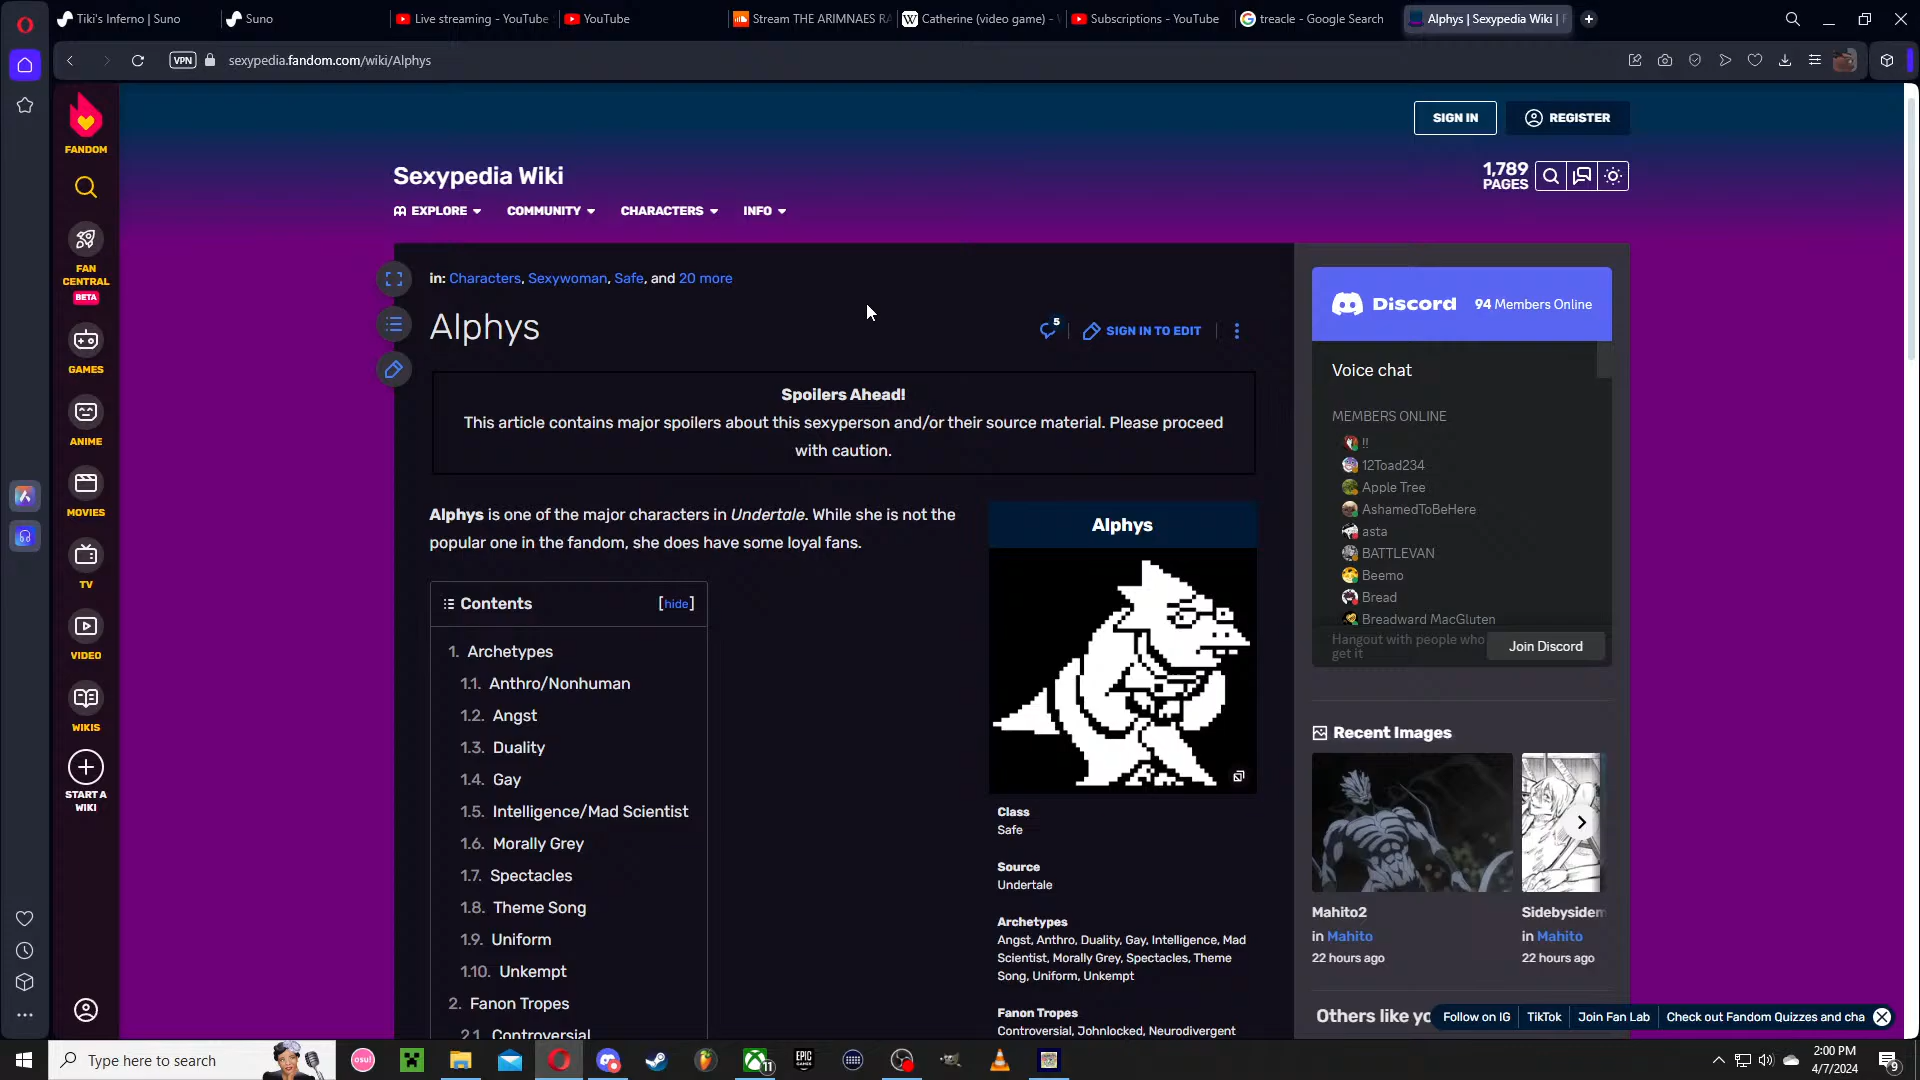 Tiki's Inferno | Suno
Suno
Live streaming - YouTube
YouTube
Stream THE ARIMNAES RA
Catherine (video game) -
Subscriptions - YouTube
treacle - Google Search
Alphys | Sexypedia Wiki |
VPN
sexypedia.fandom.com/wiki/Alphys
SIGN IN
REGISTER
FANDOM
FAN CENTRAL
BETA
GAMES
ANIME
MOVIES
TV
VIDEO
WIKIS
START A
WIKI
Sexypedia Wiki
1,789
PAGES
EXPLORE
COMMUNITY
CHARACTERS
INFO
in: Characters, Sexywoman, Safe, and 20 more
Alphys
5
SIGN IN TO EDIT
Spoilers Ahead!
This article contains major spoilers about this sexyperson and/or their source material. Please proceed
with caution.
Alphys is one of the major characters in Undertale. While she is not the
popular one in the fandom, she does have some loyal fans.
Contents
[hide]
1. Archetypes
1.1. Anthro/Nonhuman
1.2. Angst
1.3. Duality
1.4. Gay
1.5. Intelligence/Mad Scientist
1.6. Morally Grey
1.7. Spectacles
1.8. Theme Song
1.9. Uniform
1.10. Unkempt
2. Fanon Tropes
2.1. Controversial
Alphys
Class
Safe
Source
Undertale
Archetypes
Angst, Anthro, Duality, Gay, Intelligence, Mad
Scientist, Morally Grey, Spectacles, Theme
Song, Uniform, Unkempt
Fanon Tropes
Controversial, Johnlocked, Neurodivergent
Discord
94 Members Online
Voice chat
MEMBERS ONLINE
!!
12Toad234
Apple Tree
AshamedToBeHere
asta
BATTLEVAN
Beemo
Bread
Breadward MacGluten
Hangout with people who
get it
Join Discord
Recent Images
Mahito2
in Mahito
22 hours ago
Sidebysidem
in Mahito
22 hours ago
Others like yo
Follow on IG
TikTok
Join Fan Lab
Check out Fandom Quizzes and cha
Type here to search
osu!
11
EPIC
GAMES
2:00 PM
4/7/2024
9